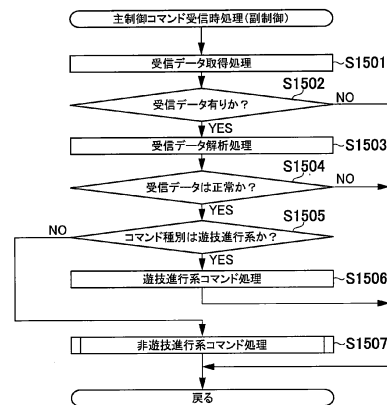 主制御コマンド受信時処理(副制御)
受信データ取得処理 S1501
S1502
受信データ有りか？ NO
YES
受信データ解析処理 S1503
S1504
受信データは正常か？ NO
YES
S1505
NO コマンド種別は遊技進行系か？
YES
遊技進行系コマンド処理 S1506
非遊技進行系コマンド処理 S1507
戻る